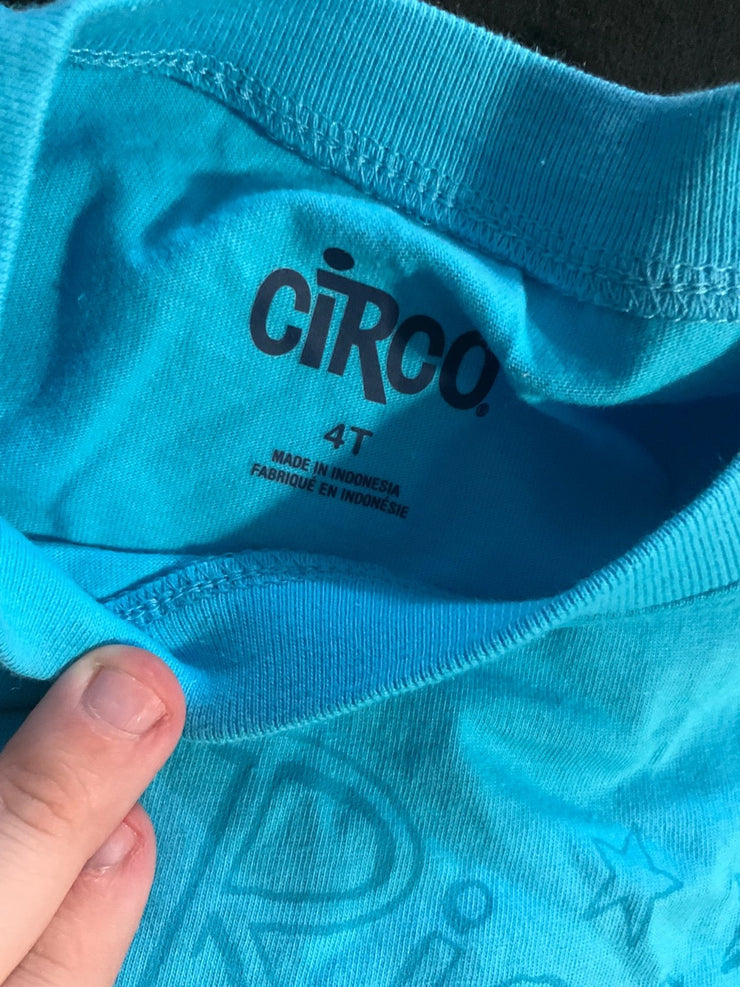 CiRCO®
4T
MADE IN INDONESIA
FABRIQUÉ EN INDONÉSIE